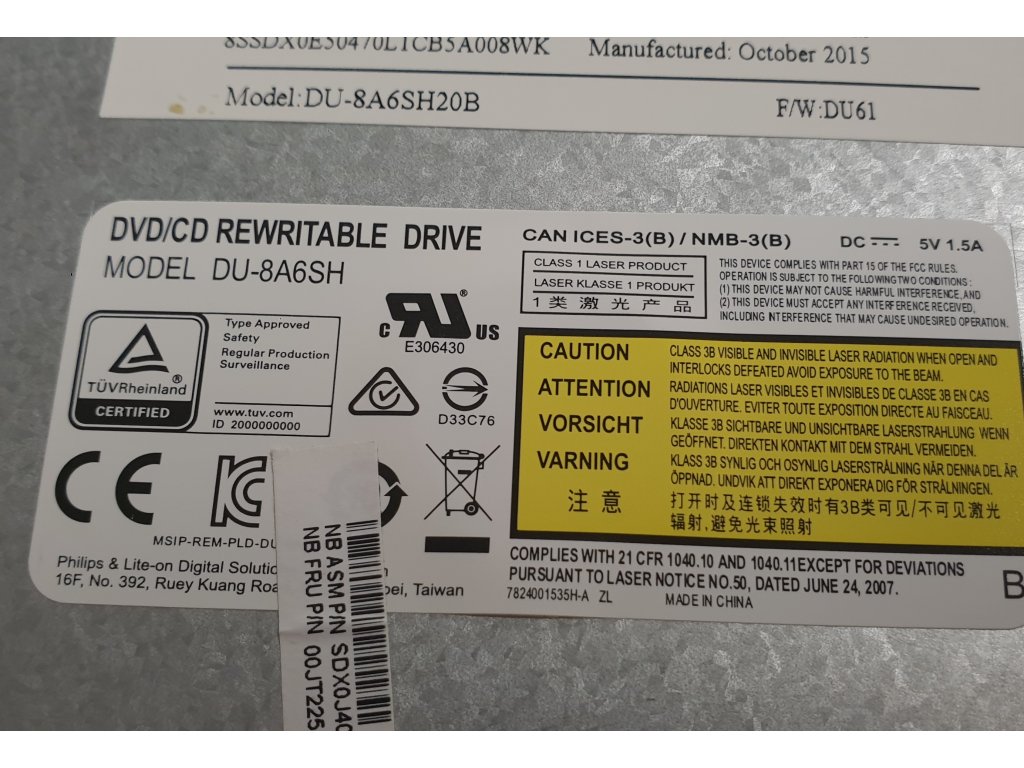 8SSDX0E50470L1CB5A008WK Manufactured: October 2015
Model:DU-8A6SH20B F/W:DU61
DVD/CD REWRITABLE DRIVE
MODEL DU-8A6SH
CAN ICES-3(B) / NMB-3(B)
DC 5V 1.5A
CLASS 1 LASER PRODUCT
LASER KLASSE 1 PRODUKT
1类激光产品
THIS DEVICE COMPLIES WITH PART 15 OF THE FCC RULES.
OPERATION IS SUBJECT TO THE FOLLOWING TWO CONDITIONS:
(1) THIS DEVICE MAY NOT CAUSE HARMFUL INTERFERENCE, AND
(2) THIS DEVICE MUST ACCEPT ANY INTERFERENCE RECEIVED,
INCLUDING INTERFERENCE THAT MAY CAUSE UNDESIRED OPERATION.
TÜVRheinland®
CERTIFIED
Type Approved
Safety
Regular Production
Surveillance
www.tuv.com
ID 2000000000
c RU® US
E306430
D33C76
CE
MSIP-REM-PLD-DU
Philips & Lite-on Digital Solutio
16F, No. 392, Ruey Kuang Roa pei, Taiwan
CAUTION CLASS 3B VISIBLE AND INVISIBLE LASER RADIATION WHEN OPEN AND
INTERLOCKS DEFEATED AVOID EXPOSURE TO THE BEAM.
ATTENTION RADIATIONS LASER VISIBLES ET INVISIBLES DE CLASSE 3B EN CAS
D'OUVERTURE. EVITER TOUTE EXPOSITION DIRECTE AU FAISCEAU.
VORSICHT KLASSE 3B SICHTBARE UND UNSICHTBARE LASERSTRAHLUNG WENN
GEÖFFNET. DIREKTEN KONTAKT MIT DEM STRAHL VERMEIDEN.
VARNING KLASS 3B SYNLIG OCH OSYNLIG LASERSTRÅLNING NÄR DENNA DEL ÄR
ÖPPNAD. UNDVIK ATT DIREKT EXPONERA DIG FÖR STRÅLNINGEN.
注意 打开时及连锁失效时有3B类可见/不可见激光
辐射,避免光束照射
COMPLIES WITH 21 CFR 1040.10 AND 1040.11 EXCEPT FOR DEVIATIONS
PURSUANT TO LASER NOTICE NO.50, DATED JUNE 24, 2007.
7824001535H-A ZL MADE IN CHINA
B
NB ASM P/N SDX0J40
NB FRU P/N 00JT225